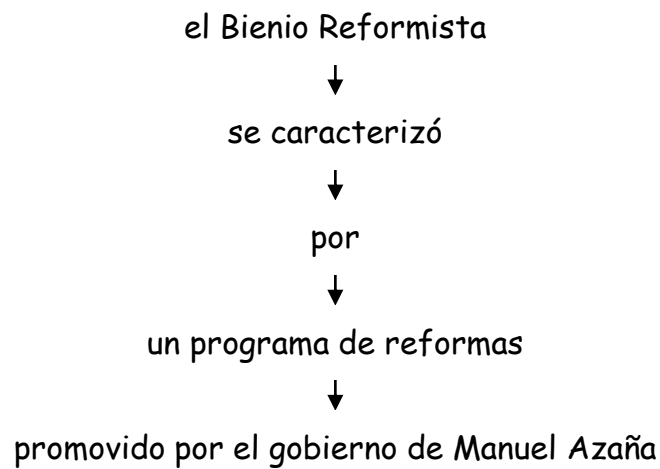 el Bienio Reformista
se caracterizó
por
un programa de reformas
promovido por el gobierno de Manuel Azaña